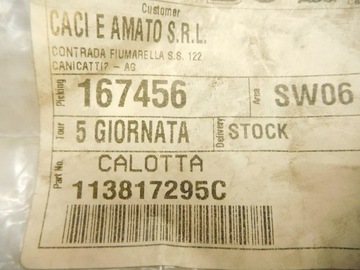 Customer
CACI E AMATO S.R.L.
CONTRADA FIUMARELLA S.S. 122
CANICATTI? - AG
Picking 167456 Area SW06
Tour 5 GIORNATA Delivery STOCK
Part No. CALOTTA
113817295C